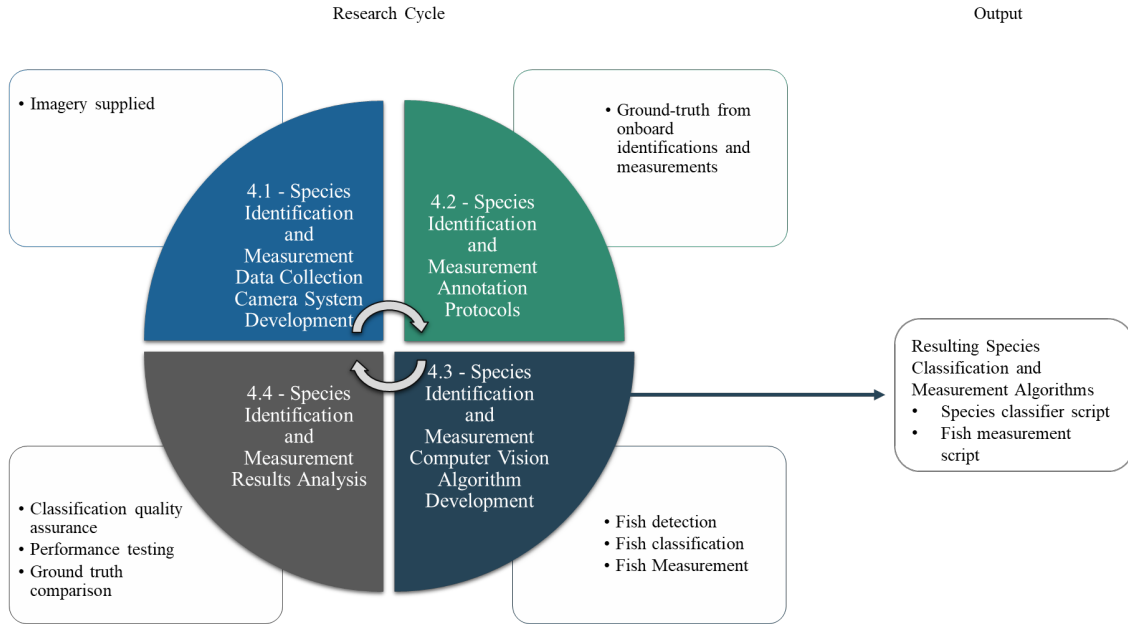 Research Cycle
Output
• Imagery supplied
• Ground-truth from
onboard
identifications and
measurements
4.1 - Species
Identification
and
Measurement
Data Collection
Camera System
Development
4.2 - Species
Identification
and
Measurement
Annotation
Protocols
4.4 - Species
Identification
and
Measurement
Results Analysis
4.3 - Species
Identification
and
Measurement
Computer Vision
Algorithm
Development
Resulting Species
Classification and
Measurement Algorithms
• Species classifier script
• Fish measurement
script
• Classification quality
assurance
• Performance testing
• Ground truth
comparison
• Fish detection
• Fish classification
• Fish Measurement